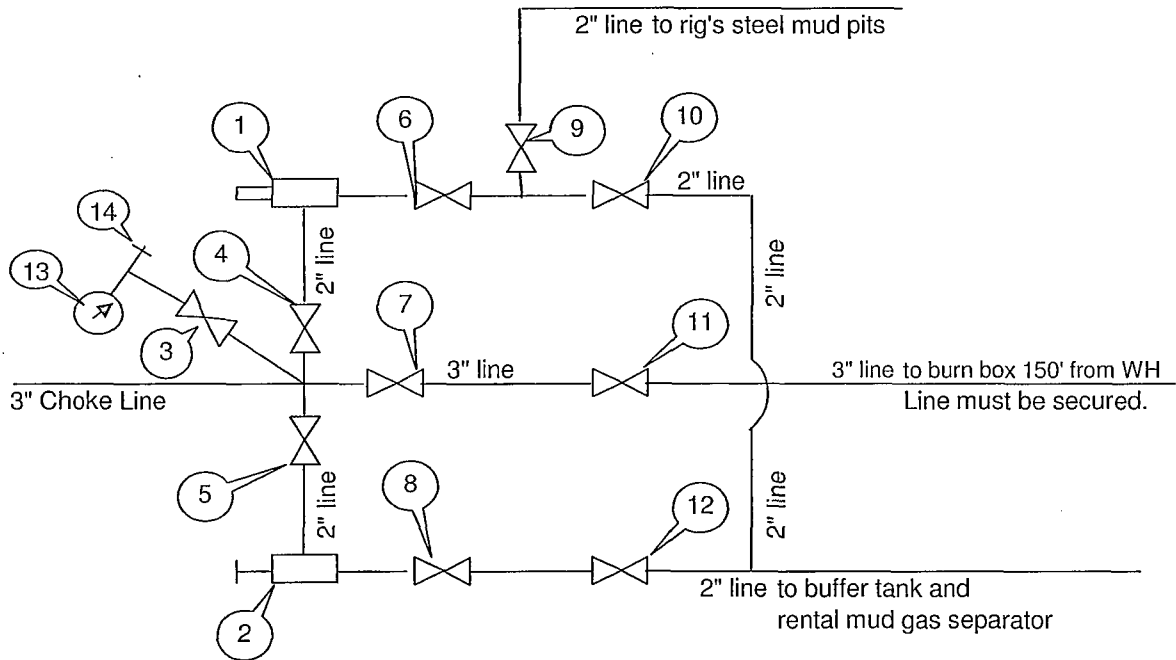 2" line to rig's steel mud pits
1
6
9
10
2" line
14
13
4
2" line
2" line
7
11
3
3" line
3" line to burn box 150' from WH
3" Choke Line
Line must be secured.
5
2" line
8
12
2" line
2
2" line to buffer tank and
rental mud gas separator